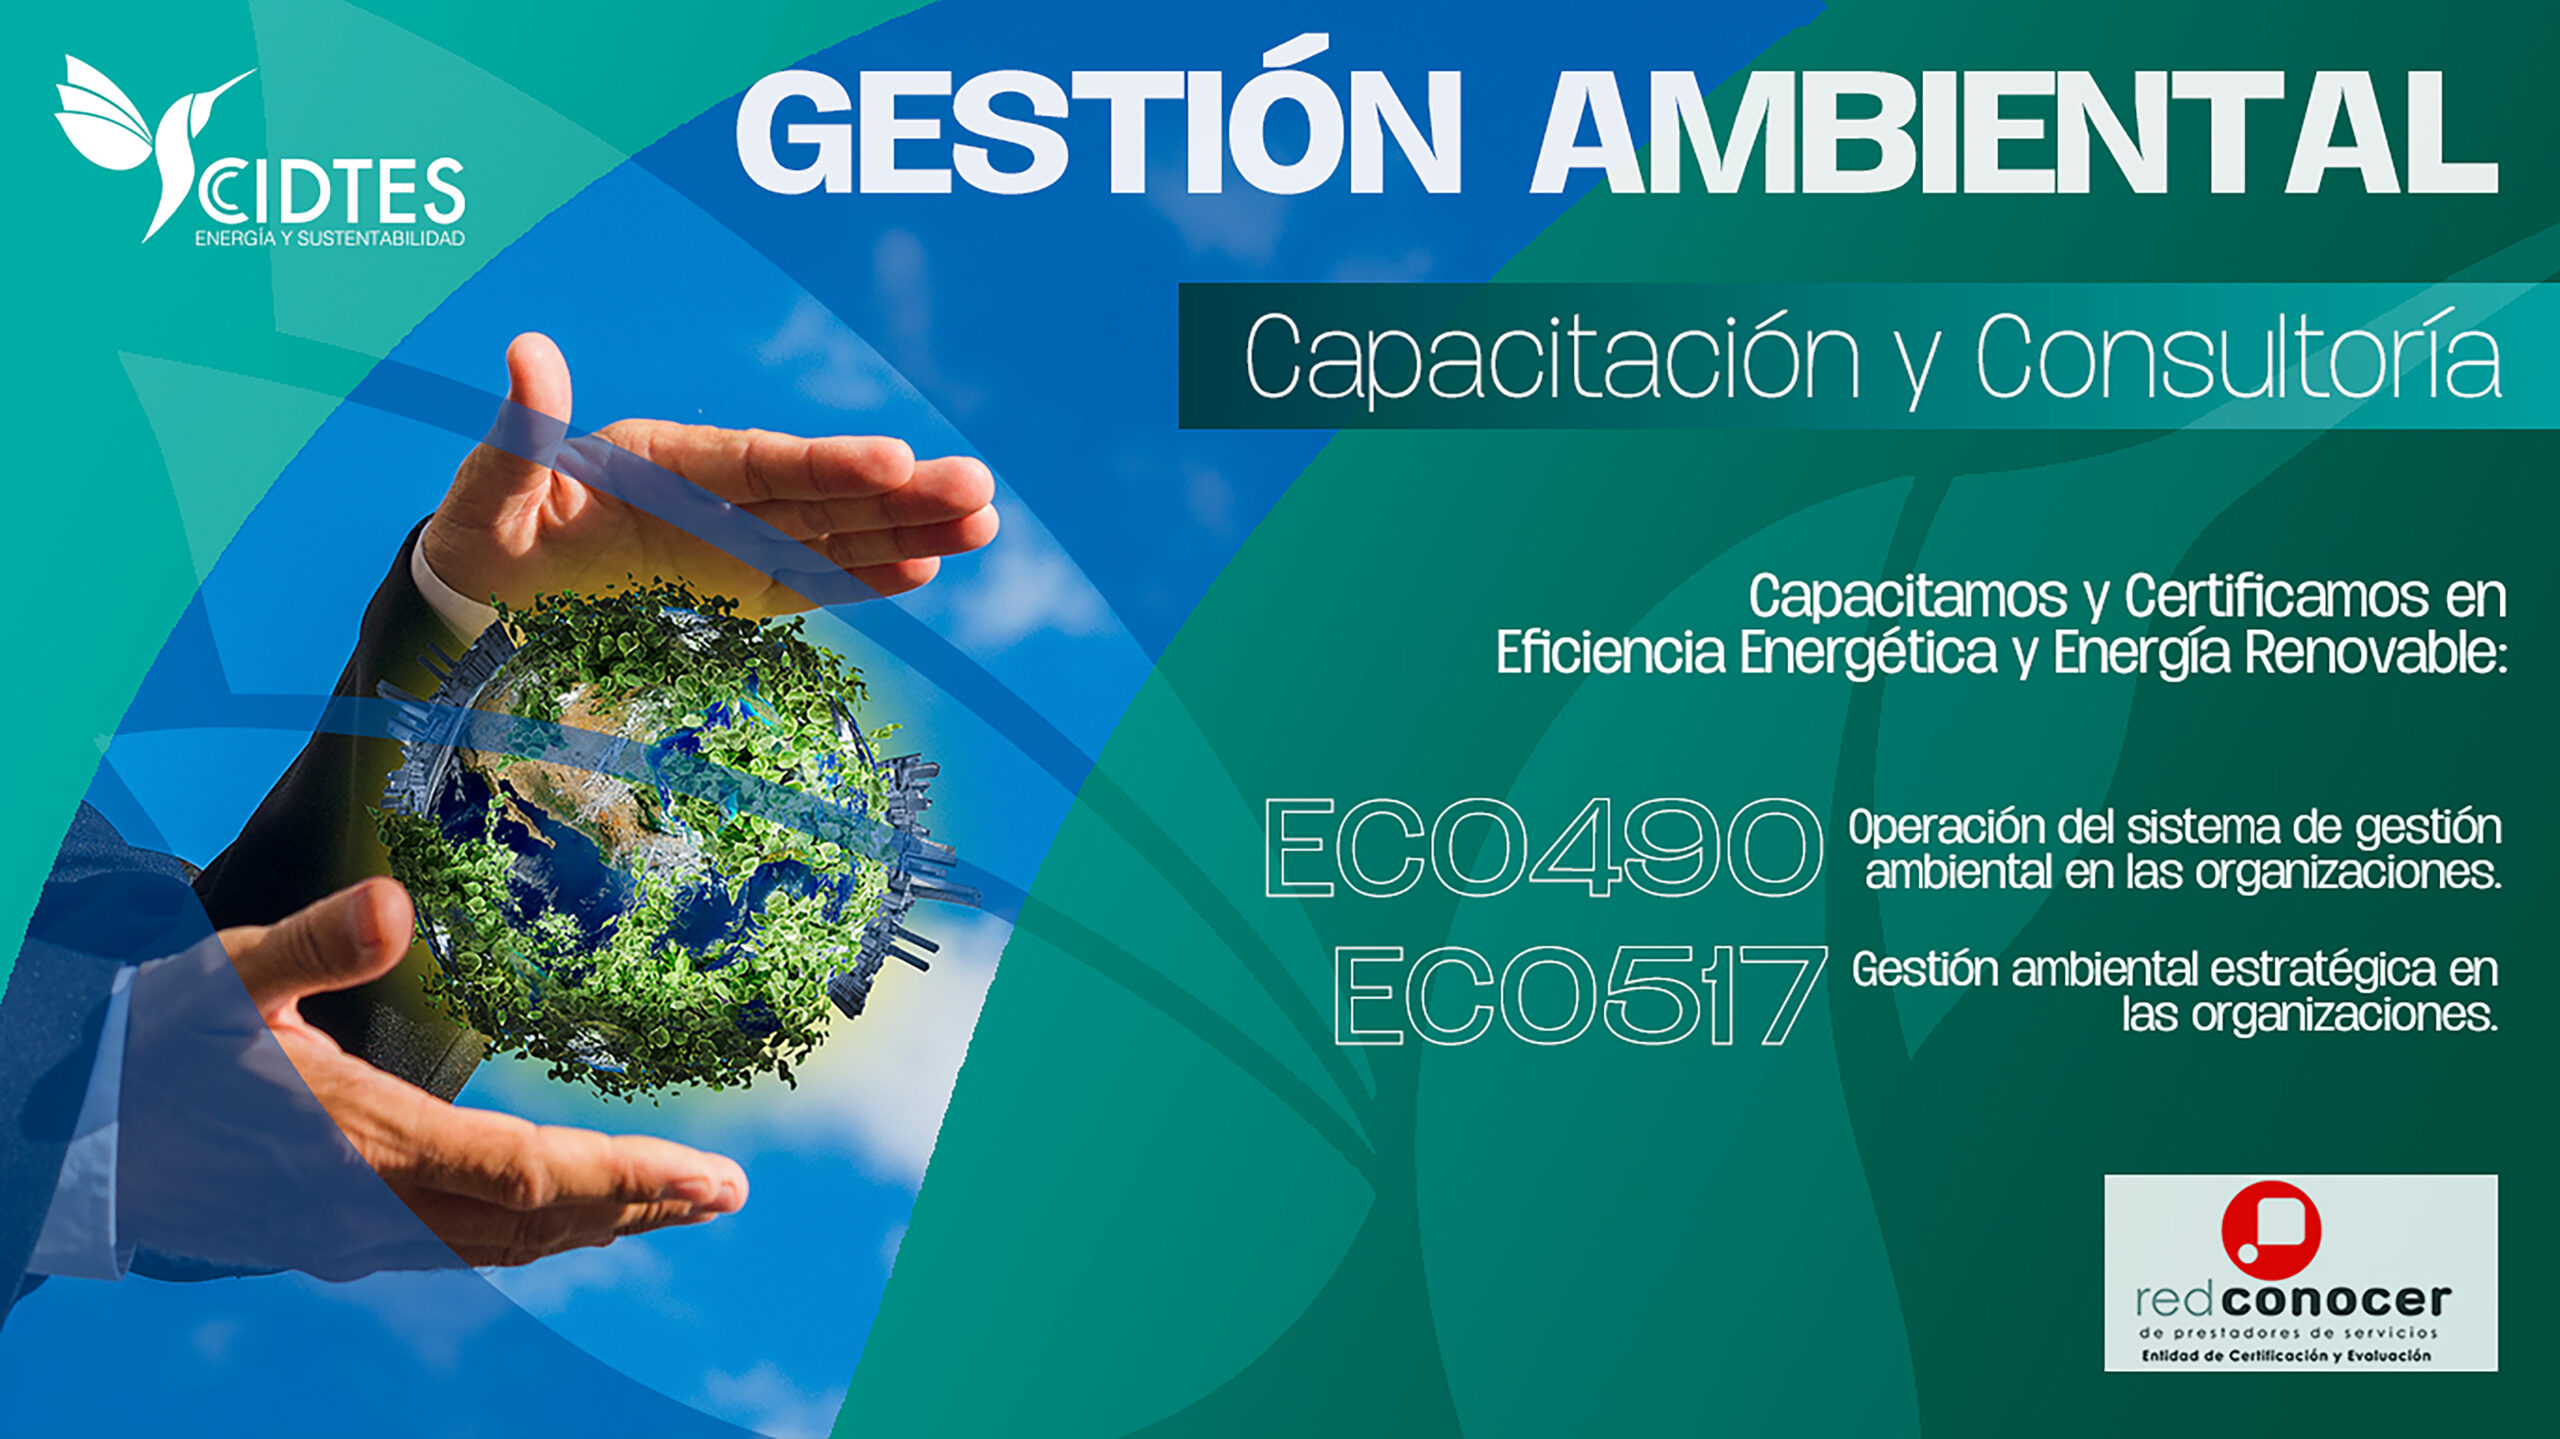 CCIDTES
ENERGÍA Y SUSTENTABILIDAD
GESTIÓN AMBIENTAL
Capacitación y Consultoría
Capacitamos y Certificamos en
Eficiencia Energética y Energía Renovable:
EC0490
Operación del sistema de gestión
ambiental en las organizaciones.
EC0517
Gestión ambiental estratégica en
las organizaciones.
red conocer
de prestadores de servicios
Entidad de Certificación y Evaluación